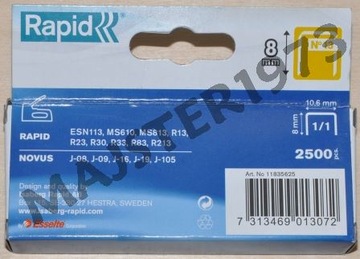 Rapid
8 mm
10,6 mm
8 mm
1/1
RAPID ESN113, MS610, MS813, R13,
R23, R30, R33, R83, R213
NOVUS J-08, J-09, J-16, J-19, J-105
2500 pcs.
Art. No 11835625
Design and quality by
HESTRA, SWEDEN
Esselte
7 313469 013072
MAJSTER1973